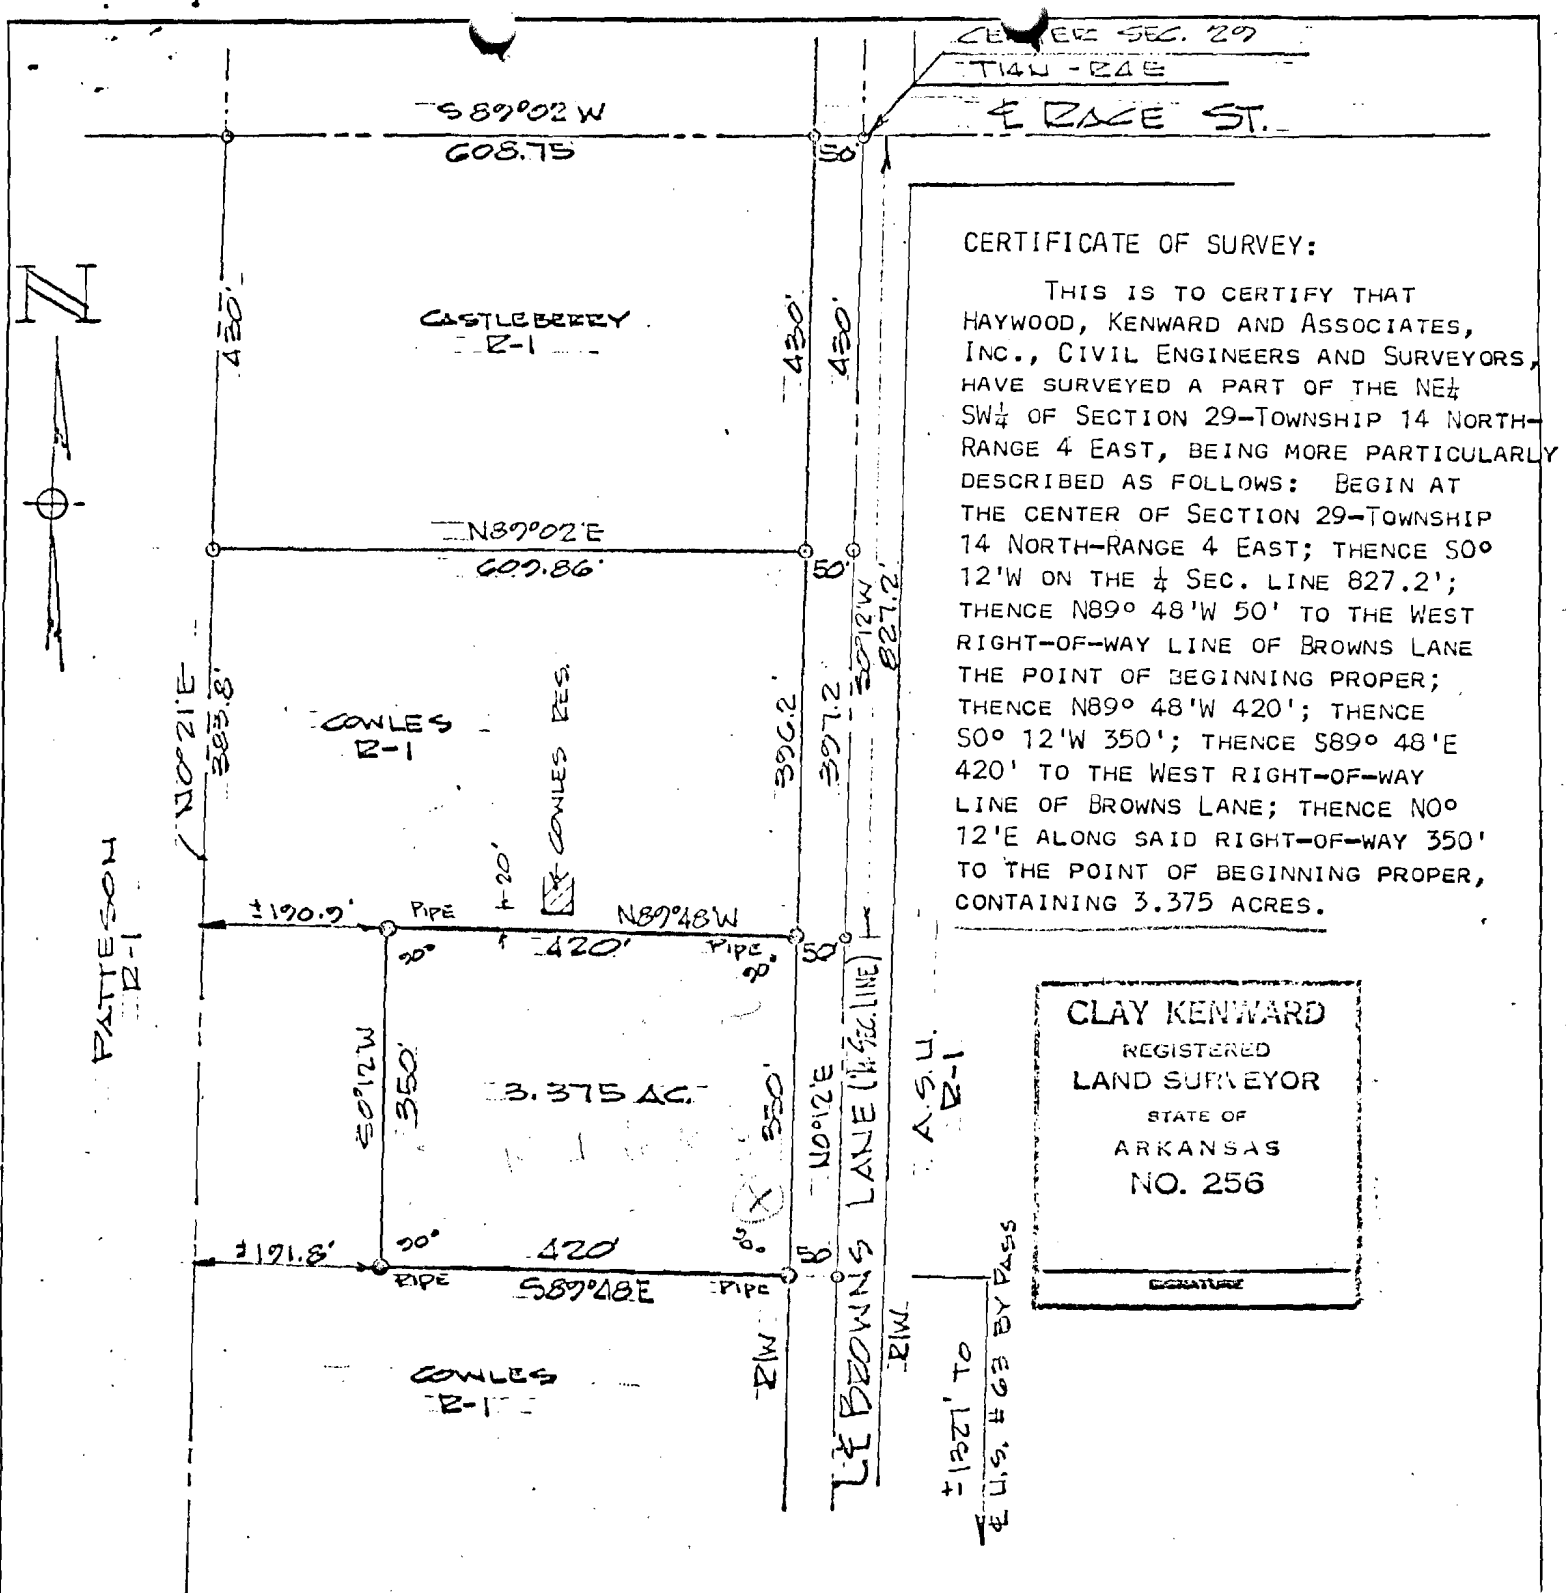 CENTER SEC. 29
T14N - R4E
℄ RACE ST.
S89°02'W
608.75'
50'
N
430'
430'
430'
CASTLEBERRY
R-1
N89°02'E
609.86'
50'
S0°12'W
827.2'
N0°21'E
383.8'
COWLES
R-1
COWLES RES.
396.2'
397.2
20'
PATTESON
R-1
±190.9'
PIPE
N89°48'W
420'
PIPE
50'
90°
90°
S0°12'W
350'
3.375 AC.
350'
N0°12'E
X
A.S.U.
R-1
±191.8'
90°
420'
90°
50'
PIPE
S89°48'E
PIPE
COWLES
R-1
R/W
℄ BROWNS LANE (¼ SEC. LINE)
R/W
±1321' TO
℄ U.S. #63 BY PASS
CERTIFICATE OF SURVEY:
THIS IS TO CERTIFY THAT
HAYWOOD, KENWARD AND ASSOCIATES,
INC., CIVIL ENGINEERS AND SURVEYORS,
HAVE SURVEYED A PART OF THE NE¼
SW¼ OF SECTION 29-TOWNSHIP 14 NORTH-
RANGE 4 EAST, BEING MORE PARTICULARLY
DESCRIBED AS FOLLOWS: BEGIN AT
THE CENTER OF SECTION 29-TOWNSHIP
14 NORTH-RANGE 4 EAST; THENCE S0°
12'W ON THE ¼ SEC. LINE 827.2';
THENCE N89° 48'W 50' TO THE WEST
RIGHT-OF-WAY LINE OF BROWNS LANE
THE POINT OF BEGINNING PROPER;
THENCE N89° 48'W 420'; THENCE
S0° 12'W 350'; THENCE S89° 48'E
420' TO THE WEST RIGHT-OF-WAY
LINE OF BROWNS LANE; THENCE N0°
12'E ALONG SAID RIGHT-OF-WAY 350'
TO THE POINT OF BEGINNING PROPER,
CONTAINING 3.375 ACRES.
CLAY KENWARD
REGISTERED
LAND SURVEYOR
STATE OF
ARKANSAS
NO. 256
SIGNATURE